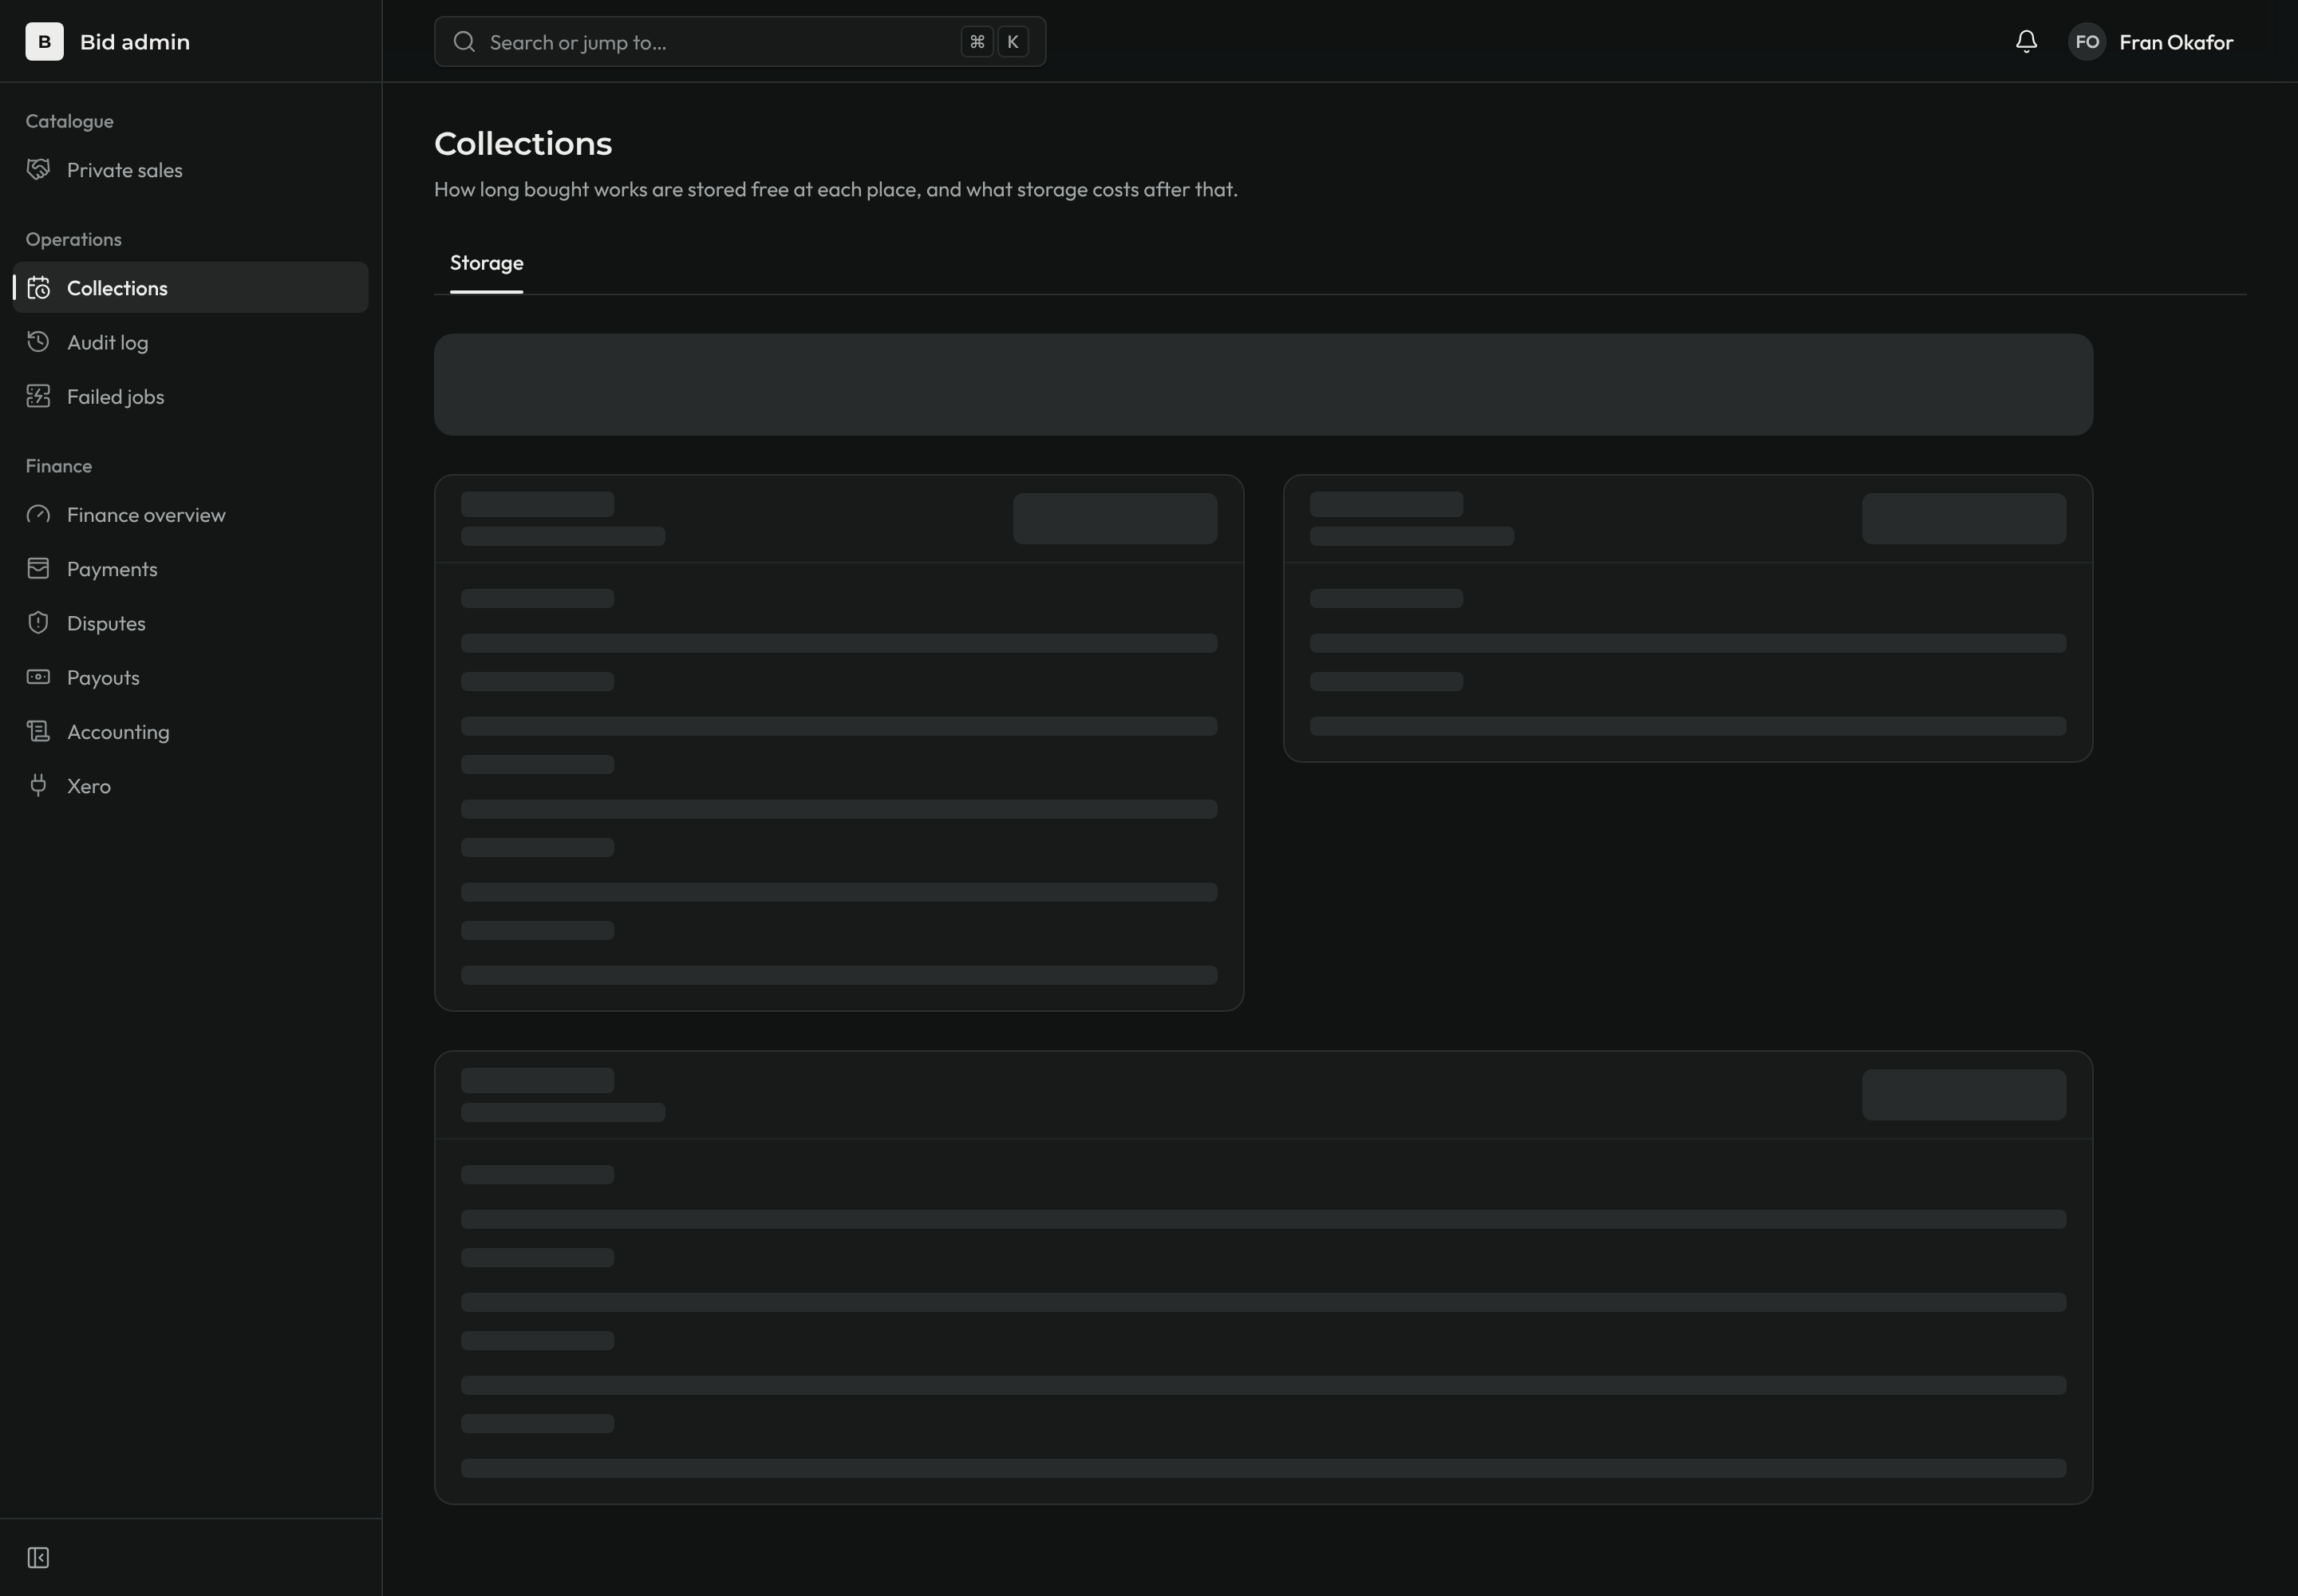 B
Bid admin
Search or jump to...
⌘ K
FO
Fran Okafor
Catalogue
Private sales
Operations
Collections
Audit log
Failed jobs
Finance
Finance overview
Payments
Disputes
Payouts
Accounting
Xero
Collections
How long bought works are stored free at each place, and what storage costs after that.
Storage